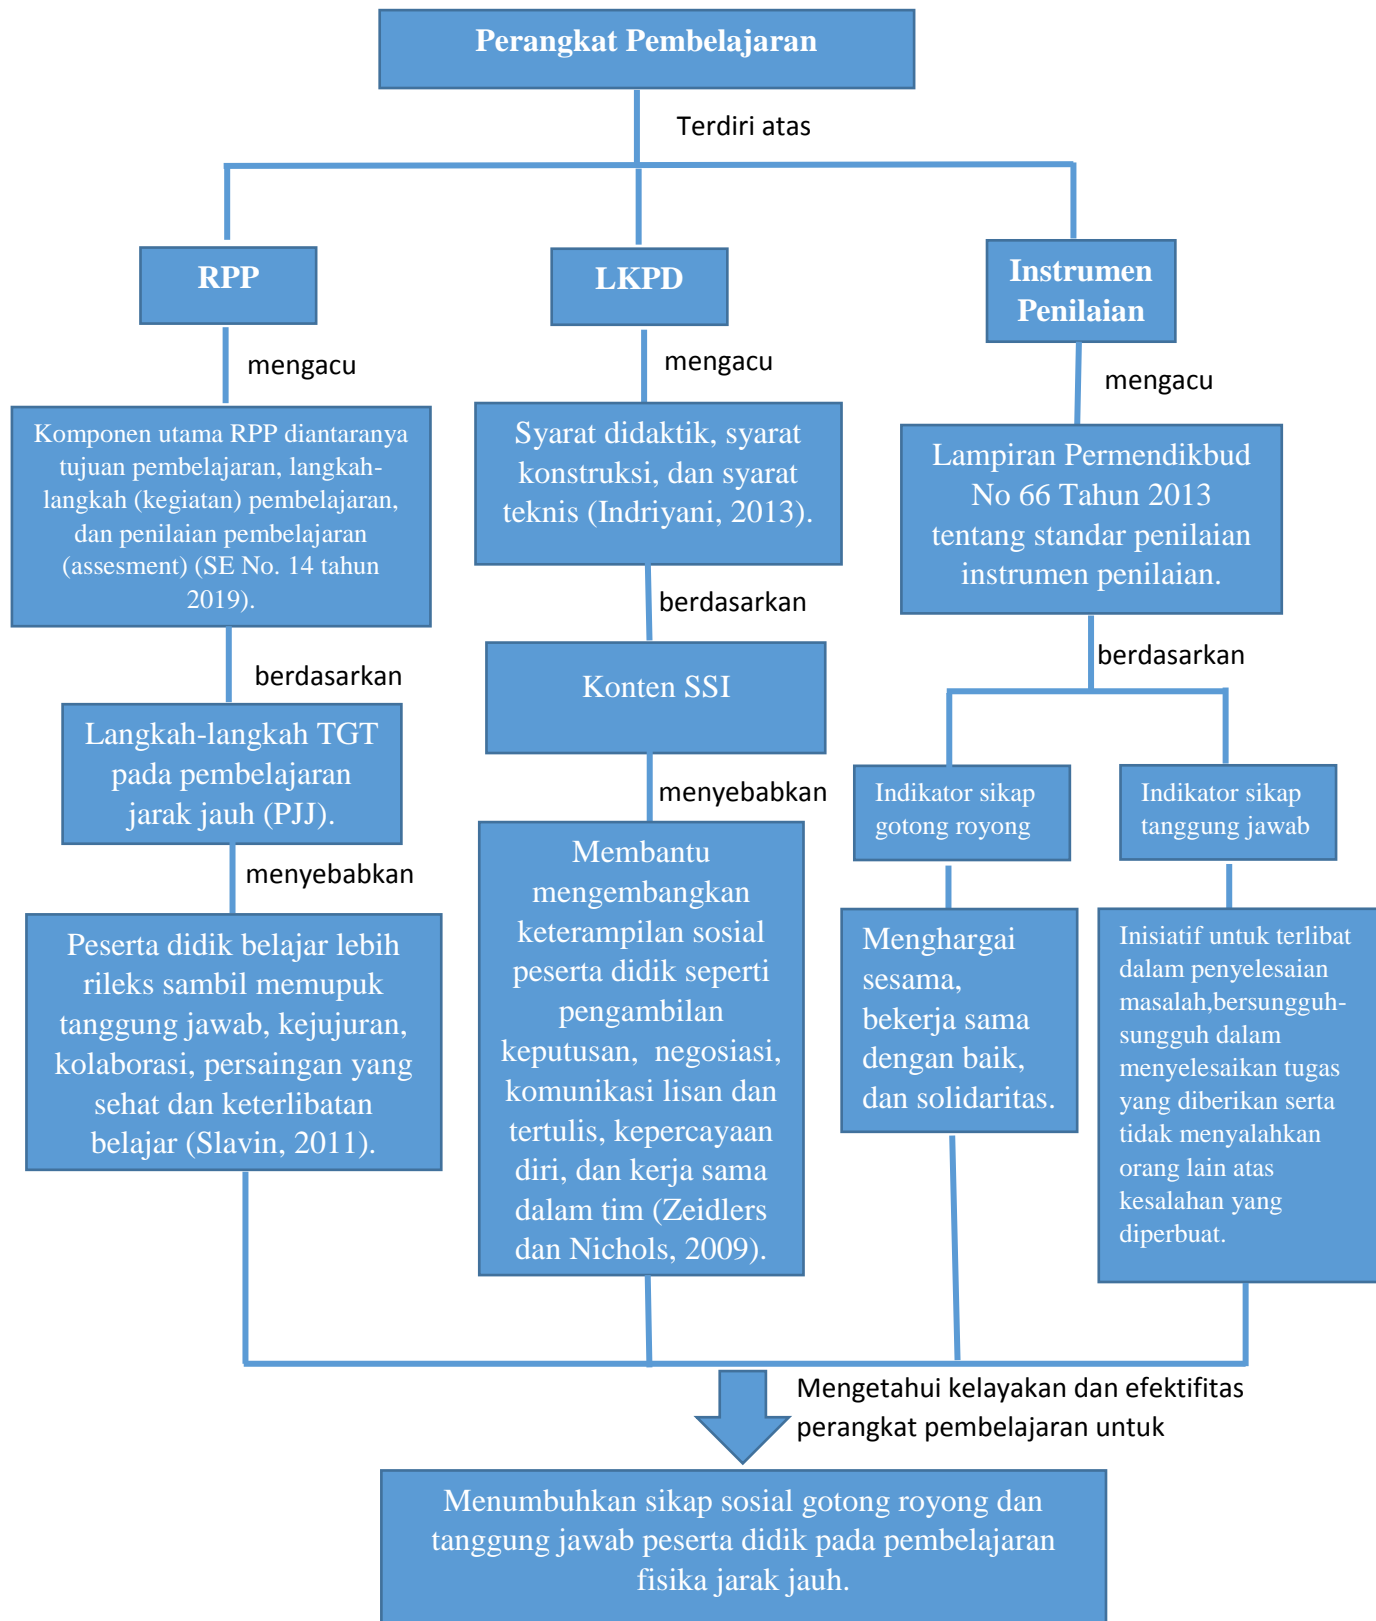 Perangkat Pembelajaran
Terdiri atas
RPP
LKPD
Instrumen
Penilaian
mengacu
mengacu
mengacu
Komponen utama RPP diantaranya
tujuan pembelajaran, langkah-
langkah (kegiatan) pembelajaran,
dan penilaian pembelajaran
(assesment) (SE No. 14 tahun
2019).
Syarat didaktik, syarat
konstruksi, dan syarat
teknis (Indriyani, 2013).
Lampiran Permendikbud
No 66 Tahun 2013
tentang standar penilaian
instrumen penilaian.
berdasarkan
berdasarkan
berdasarkan
Langkah-langkah TGT
pada pembelajaran
jarak jauh (PJJ).
Konten SSI
Indikator sikap
gotong royong
Indikator sikap
tanggung jawab
menyebabkan
menyebabkan
Peserta didik belajar lebih
rileks sambil memupuk
tanggung jawab, kejujuran,
kolaborasi, persaingan yang
sehat dan keterlibatan
belajar (Slavin, 2011).
Membantu
mengembangkan
keterampilan sosial
peserta didik seperti
pengambilan
keputusan,  negosiasi,
komunikasi lisan dan
tertulis, kepercayaan
diri, dan kerja sama
dalam tim (Zeidlers
dan Nichols, 2009).
Menghargai
sesama,
bekerja sama
dengan baik,
dan solidaritas.
Inisiatif untuk terlibat
dalam penyelesaian
masalah,bersungguh-
sungguh dalam
menyelesaikan tugas
yang diberikan serta
tidak menyalahkan
orang lain atas
kesalahan yang
diperbuat.
Mengetahui kelayakan dan efektifitas
perangkat pembelajaran untuk
Menumbuhkan sikap sosial gotong royong dan
tanggung jawab peserta didik pada pembelajaran
fisika jarak jauh.